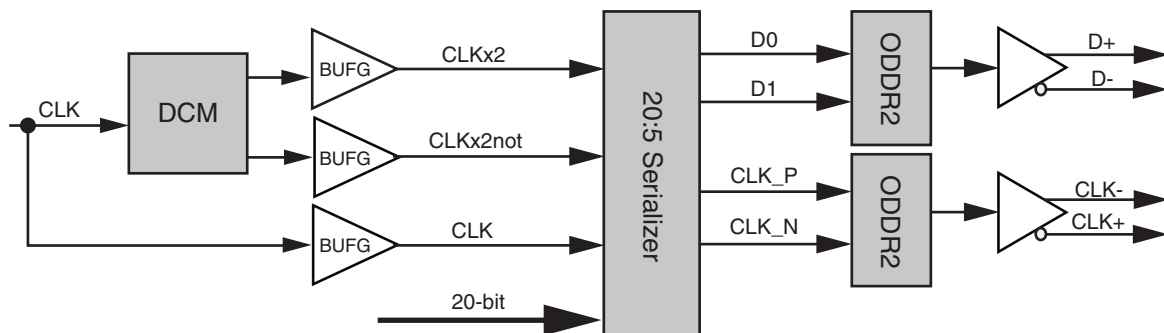 CLK
DCM
BUFG
CLKx2
BUFG
CLKx2not
BUFG
CLK
20-bit
20:5 Serializer
D0
D1
CLK_P
CLK_N
ODDR2
ODDR2
D+
D-
CLK-
CLK+